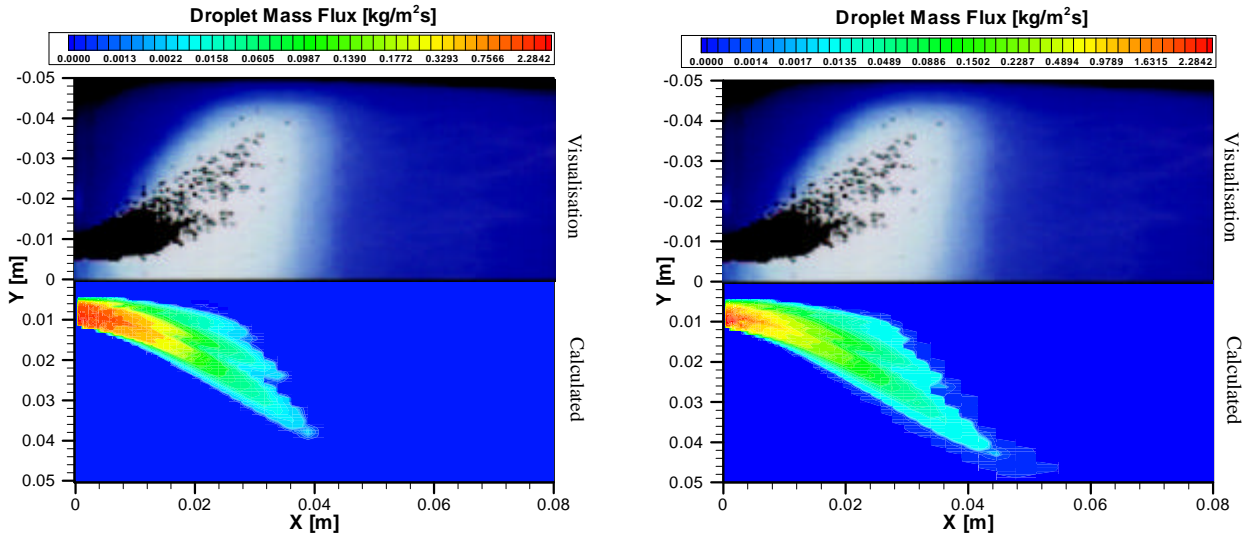 Droplet Mass Flux [kg/m²s]
0.0000 0.0013 0.0022 0.0158 0.0605 0.0987 0.1390 0.1772 0.3293 0.7566 2.2842
-0.05
-0.04
-0.03
-0.02
-0.01
0
0.01
0.02
0.03
0.04
0.05
Y [m]
Visualisation
Calculated
0 0.02 0.04 0.06 0.08
X [m]
Droplet Mass Flux [kg/m²s]
0.0000 0.0014 0.0017 0.0135 0.0489 0.0886 0.1502 0.2287 0.4894 0.9789 1.6315 2.2842
-0.05
-0.04
-0.03
-0.02
-0.01
0
0.01
0.02
0.03
0.04
0.05
Y [m]
Visualisation
Calculated
0 0.02 0.04 0.06 0.08
X [m]